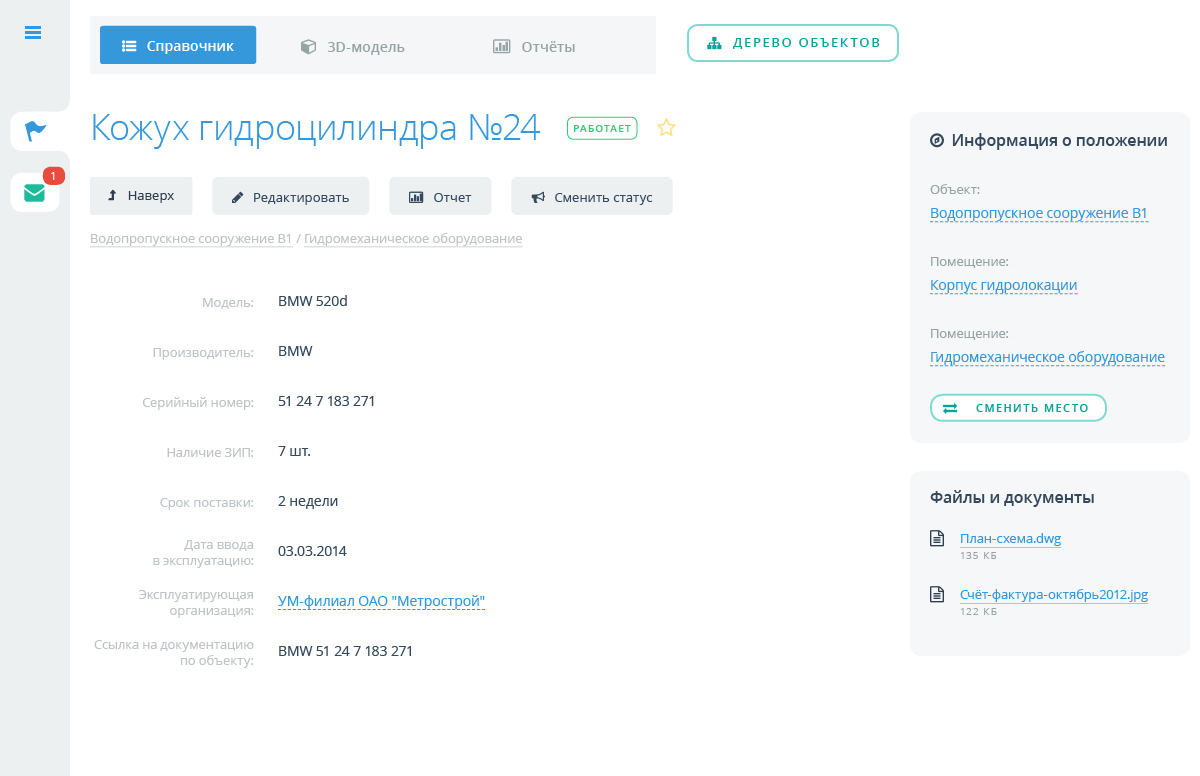 Справочник
3D-модель
Отчёты
ДЕРЕВО ОБЪЕКТОВ
1
Кожух гидроцилиндра №24
РАБОТАЕТ
Наверх
Редактировать
Отчет
Сменить статус
Водопропускное сооружение В1 / Гидромеханическое оборудование
Модель:
BMW 520d
Производитель:
BMW
Серийный номер:
51 24 7 183 271
Наличие ЗИП:
7 шт.
Срок поставки:
2 недели
Дата ввода
в эксплуатацию:
03.03.2014
Эксплуатирующая
организация:
УМ-филиал ОАО "Метрострой"
Ссылка на документацию
по объекту:
BMW 51 24 7 183 271
Информация о положении
Объект:
Водопропускное сооружение В1
Помещение:
Корпус гидролокации
Помещение:
Гидромеханическое оборудование
СМЕНИТЬ МЕСТО
Файлы и документы
План-схема.dwg
135 КБ
Счёт-фактура-октябрь2012.jpg
122 КБ